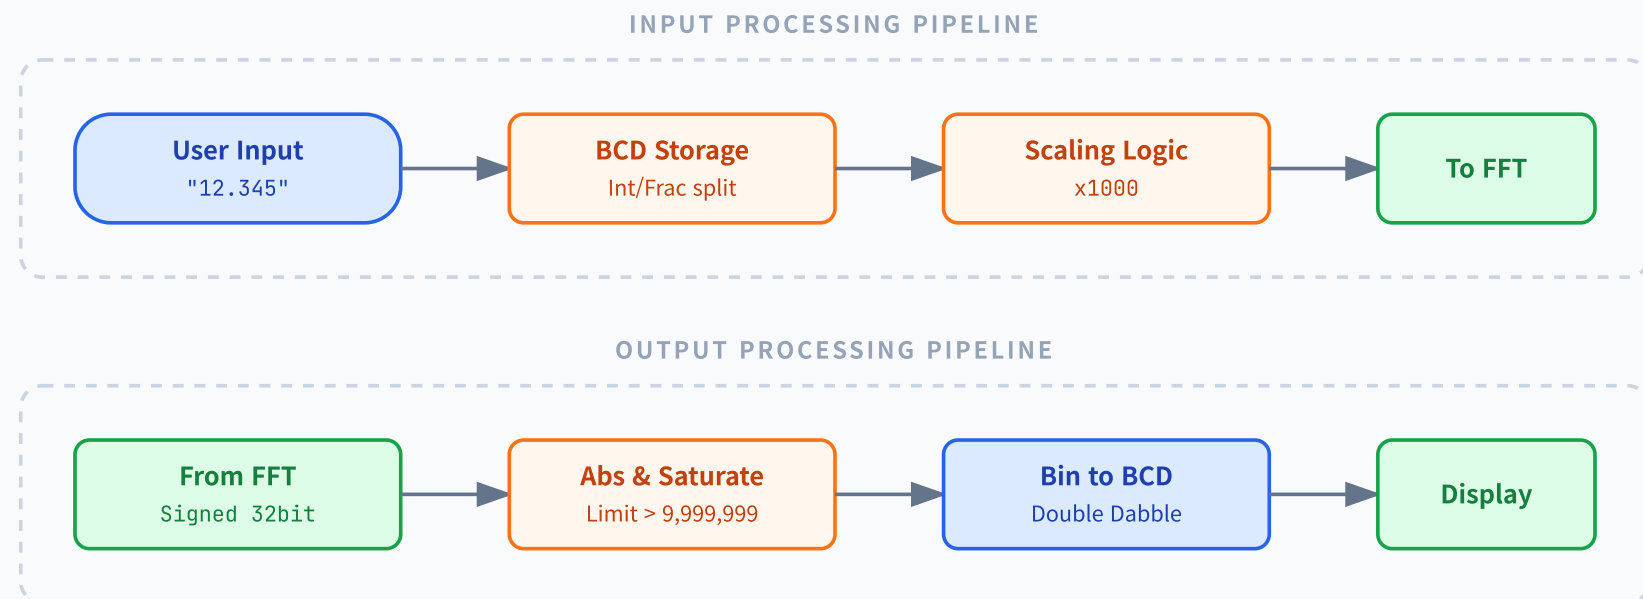 INPUT PROCESSING PIPELINE
User Input
"12.345"
BCD Storage
Int/Frac split
Scaling Logic
x1000
To FFT
OUTPUT PROCESSING PIPELINE
From FFT
Signed 32bit
Abs & Saturate
Limit > 9,999,999
Bin to BCD
Double Dabble
Display